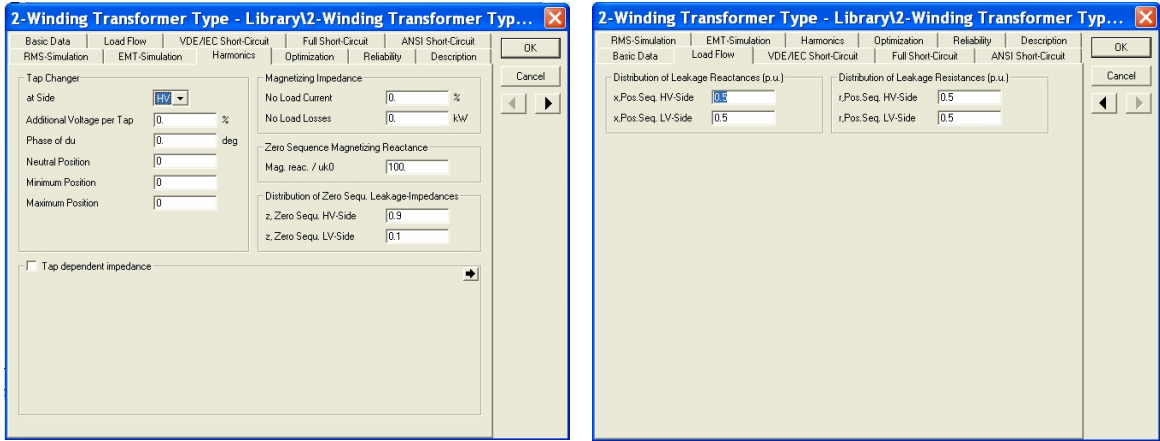 2-Winding Transformer Type - Library\2-Winding Transformer Typ...
Basic Data Load Flow VDE/IEC Short-Circuit Full Short-Circuit ANSI Short-Circuit
RMS-Simulation EMT-Simulation Harmonics Optimization Reliability Description
OK
Cancel
Tap Changer
at Side HV
Additional Voltage per Tap 0. %
Phase of du 0. deg
Neutral Position 0
Minimum Position 0
Maximum Position 0
Magnetizing Impedance
No Load Current 0. %
No Load Losses 0. kW
Zero Sequence Magnetizing Reactance
Mag. reac. / uk0 100.
Distribution of Zero Sequ. Leakage-Impedances
z, Zero Sequ. HV-Side 0.9
z, Zero Sequ. LV-Side 0.1
Tap dependent impedance
2-Winding Transformer Type - Library\2-Winding Transformer Typ...
RMS-Simulation EMT-Simulation Harmonics Optimization Reliability Description
Basic Data Load Flow VDE/IEC Short-Circuit Full Short-Circuit ANSI Short-Circuit
OK
Cancel
Distribution of Leakage Reactances (p.u.)
x,Pos.Seq. HV-Side 0.5
x,Pos.Seq. LV-Side 0.5
Distribution of Leakage Resistances (p.u.)
r,Pos.Seq. HV-Side 0.5
r,Pos.Seq. LV-Side 0.5